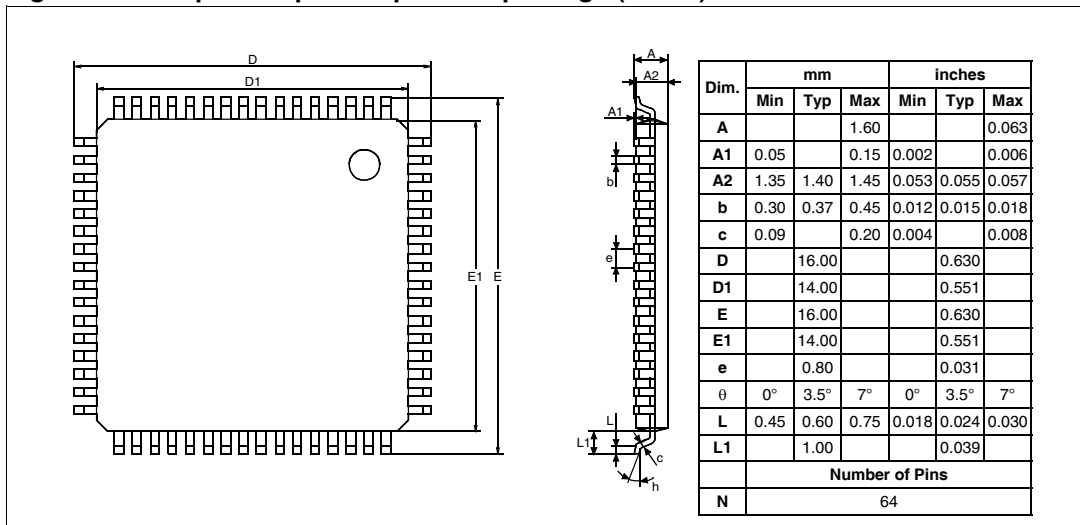 D
D1
E1 E
A
A2
A1
b
e
L
L1
c
h
Dim. mm inches
Min Typ Max Min Typ Max
A 1.60 0.063
A1 0.05 0.15 0.002 0.006
A2 1.35 1.40 1.45 0.053 0.055 0.057
b 0.30 0.37 0.45 0.012 0.015 0.018
c 0.09 0.20 0.004 0.008
D 16.00 0.630
D1 14.00 0.551
E 16.00 0.630
E1 14.00 0.551
e 0.80 0.031
θ 0° 3.5° 7° 0° 3.5° 7°
L 0.45 0.60 0.75 0.018 0.024 0.030
L1 1.00 0.039
Number of Pins
N 64